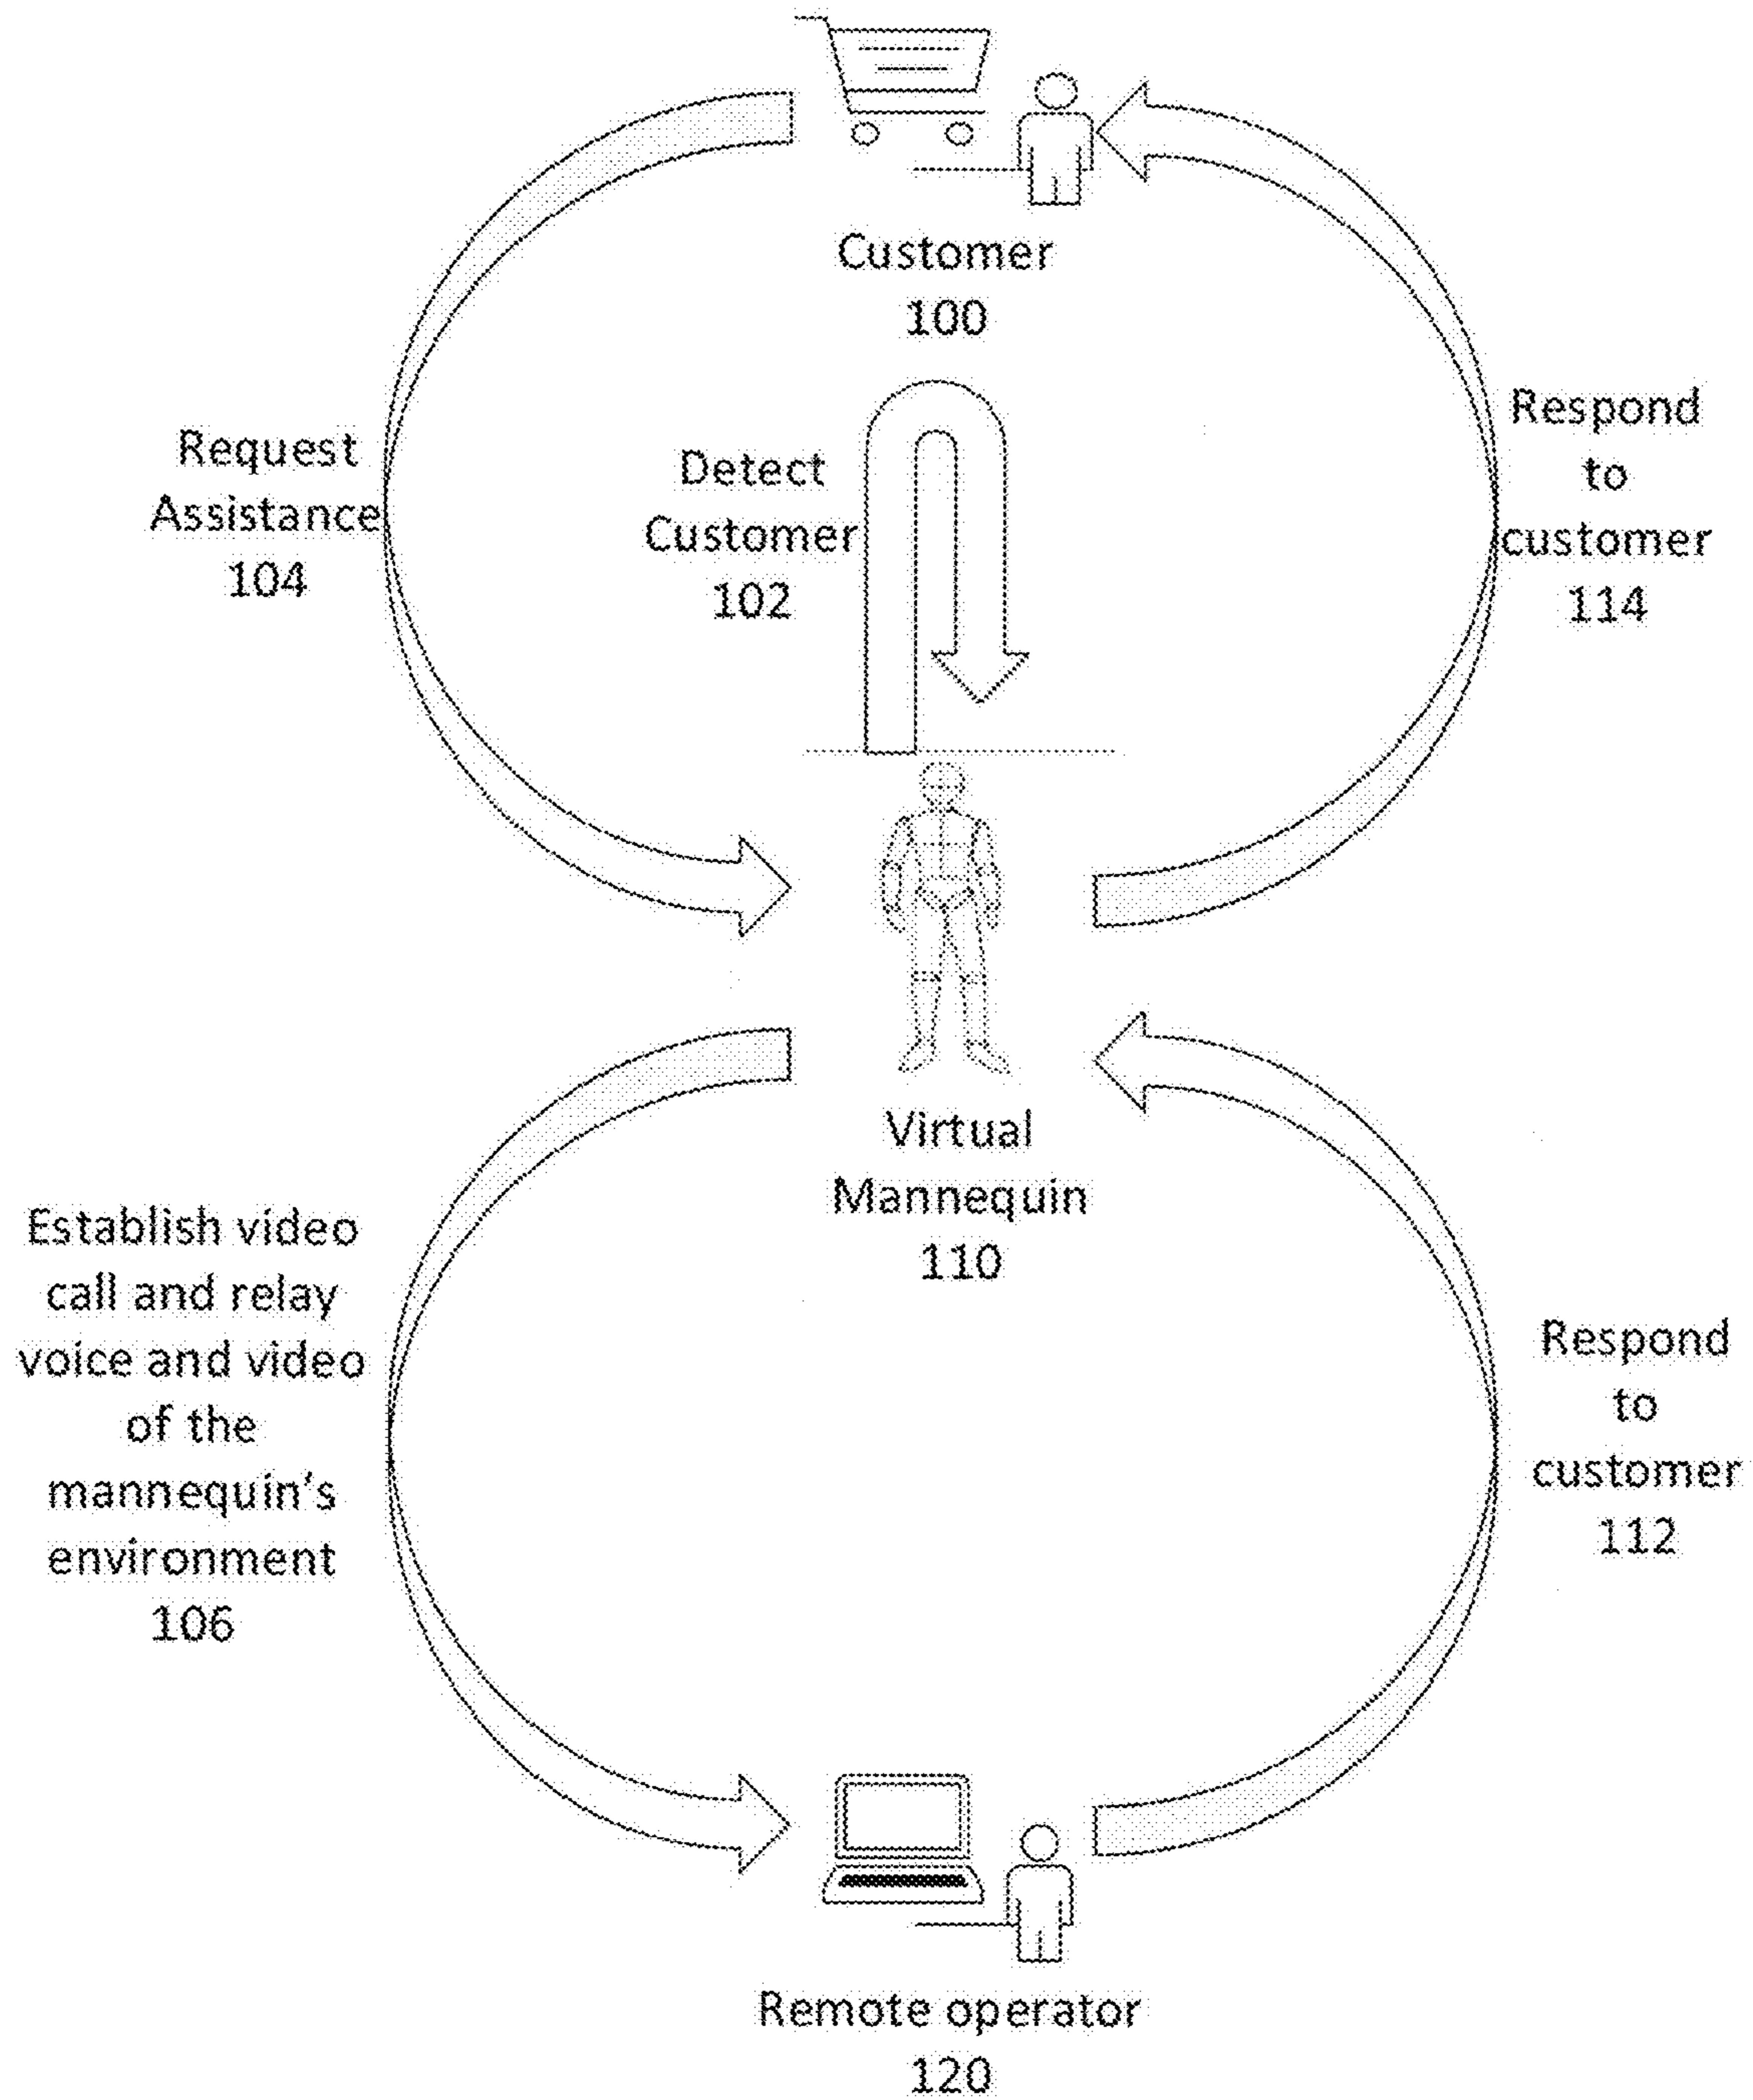 Customer
100
Request
Assistance
104
Detect
Customer
102
Respond
to
customer
114
Virtual
Mannequin
110
Establish video
call and relay
voice and video
of the
mannequin's
environment
106
Respond
to
customer
112
Remote operator
120